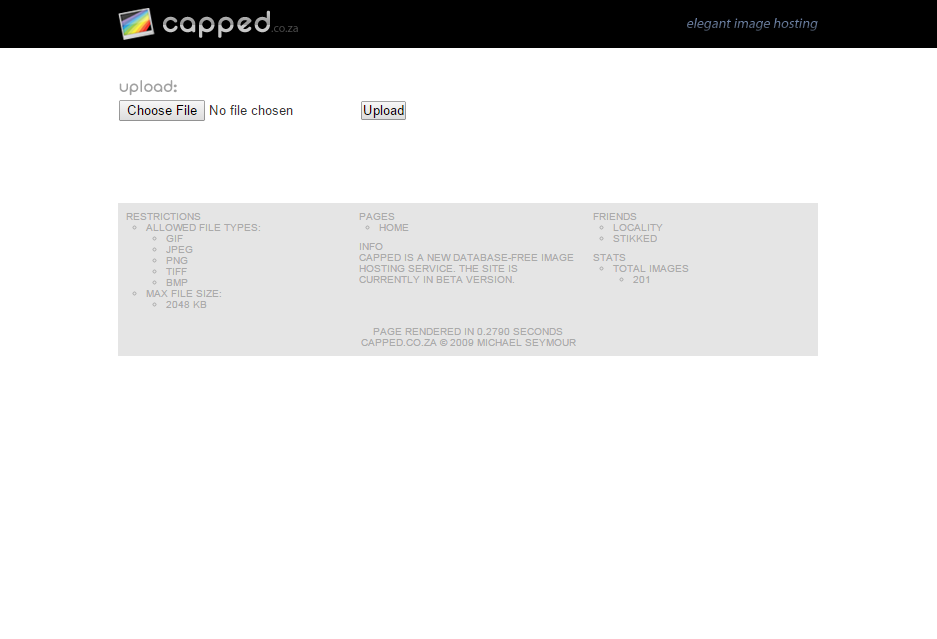 capped.co.za
elegant image hosting
upload:
Choose File No file chosen Upload
RESTRICTIONS
ALLOWED FILE TYPES:
GIF
JPEG
PNG
TIFF
BMP
MAX FILE SIZE:
2048 KB
PAGES
HOME
INFO
CAPPED IS A NEW DATABASE-FREE IMAGE
HOSTING SERVICE. THE SITE IS
CURRENTLY IN BETA VERSION.
FRIENDS
LOCALITY
STIKKED
STATS
TOTAL IMAGES
201
PAGE RENDERED IN 0.2790 SECONDS
CAPPED.CO.ZA © 2009 MICHAEL SEYMOUR